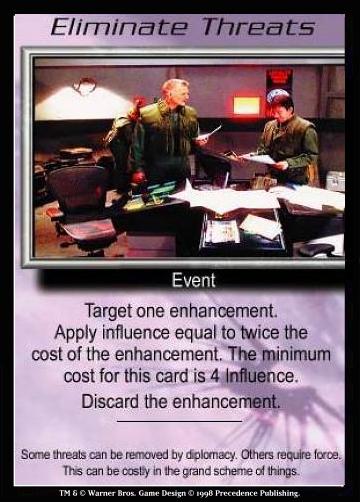 Eliminate Threats
Event
Target one enhancement.
Apply influence equal to twice the
cost of the enhancement. The minimum
cost for this card is 4 Influence.
Discard the enhancement.
Some threats can be removed by diplomacy. Others require force.
This can be costly in the grand scheme of things.
TM & © Warner Bros. Game Design © 1998 Precedence Publishing.